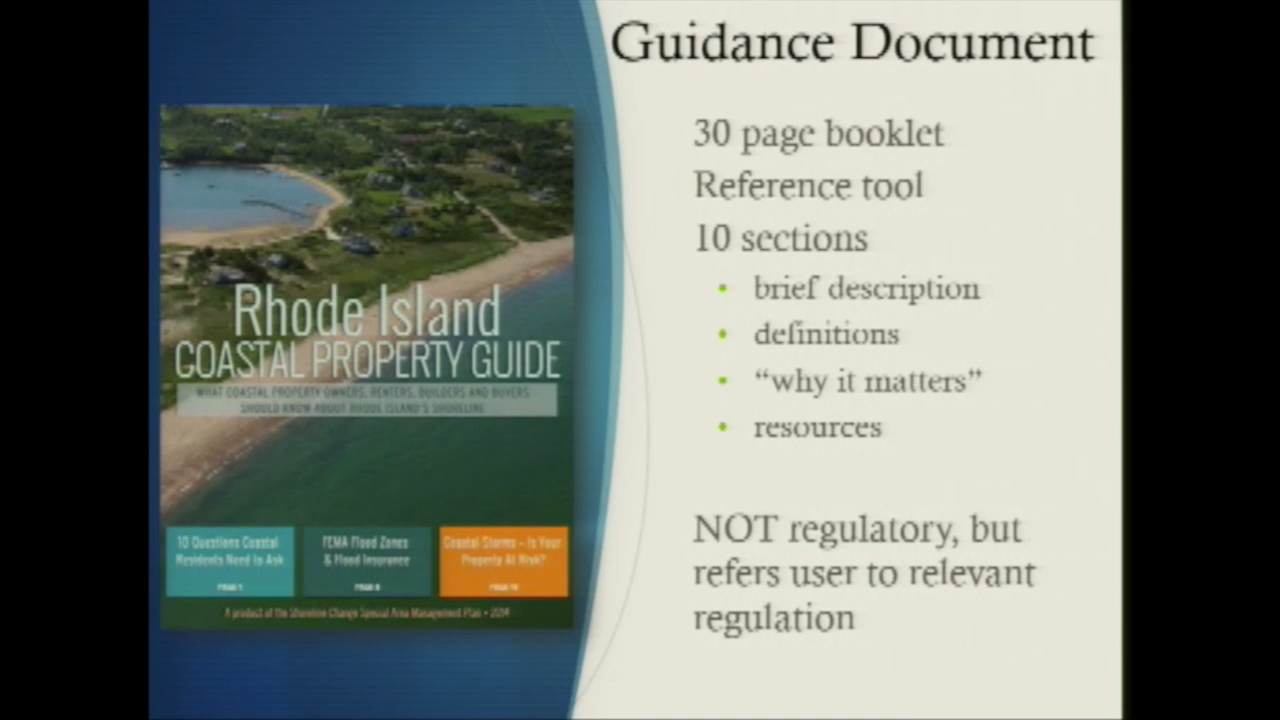 Guidance Document
30 page booklet
Reference tool
10 sections
• brief description
• definitions
• “why it matters”
• resources
NOT regulatory, but
refers user to relevant
regulation
Rhode Island
COASTAL PROPERTY GUIDE
WHAT COASTAL PROPERTY OWNERS, RENTERS, BUILDERS AND BUYERS
SHOULD KNOW ABOUT RHODE ISLAND'S SHORELINE
10 Questions Coastal
Residents Need to Ask
PAGE
FEMA Flood Zones
& Flood Insurance
PAGE
Coastal Storms – Is Your
Property At Risk?
PAGE
A product of the Shoreline Change Special Area Management Plan • 2014